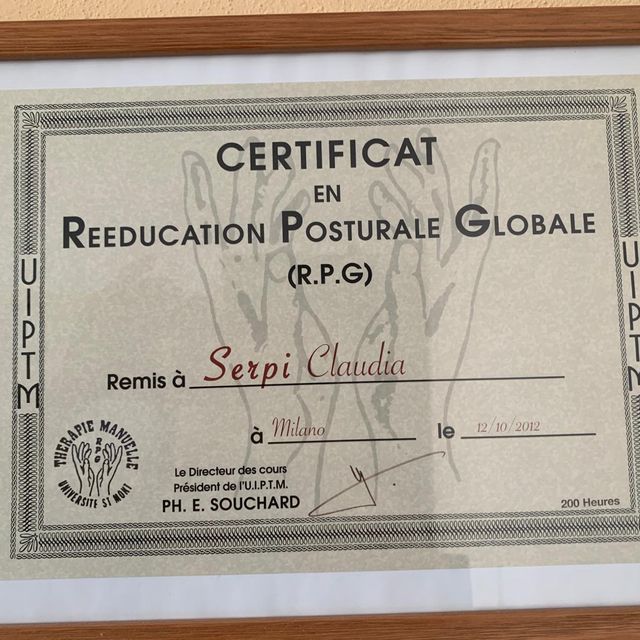 CERTIFICAT
EN
REEDUCATION POSTURALE GLOBALE
(R.P.G)
UIPTM
UIPTM
Remis à Serpi Claudia
à Milano le 12/10/2012
THERAPIE MANUELLE
RPG
UNIVERSITE ST MONT
Le Directeur des cours
Président de l'U.I.P.T.M.
PH. E. SOUCHARD
200 Heures